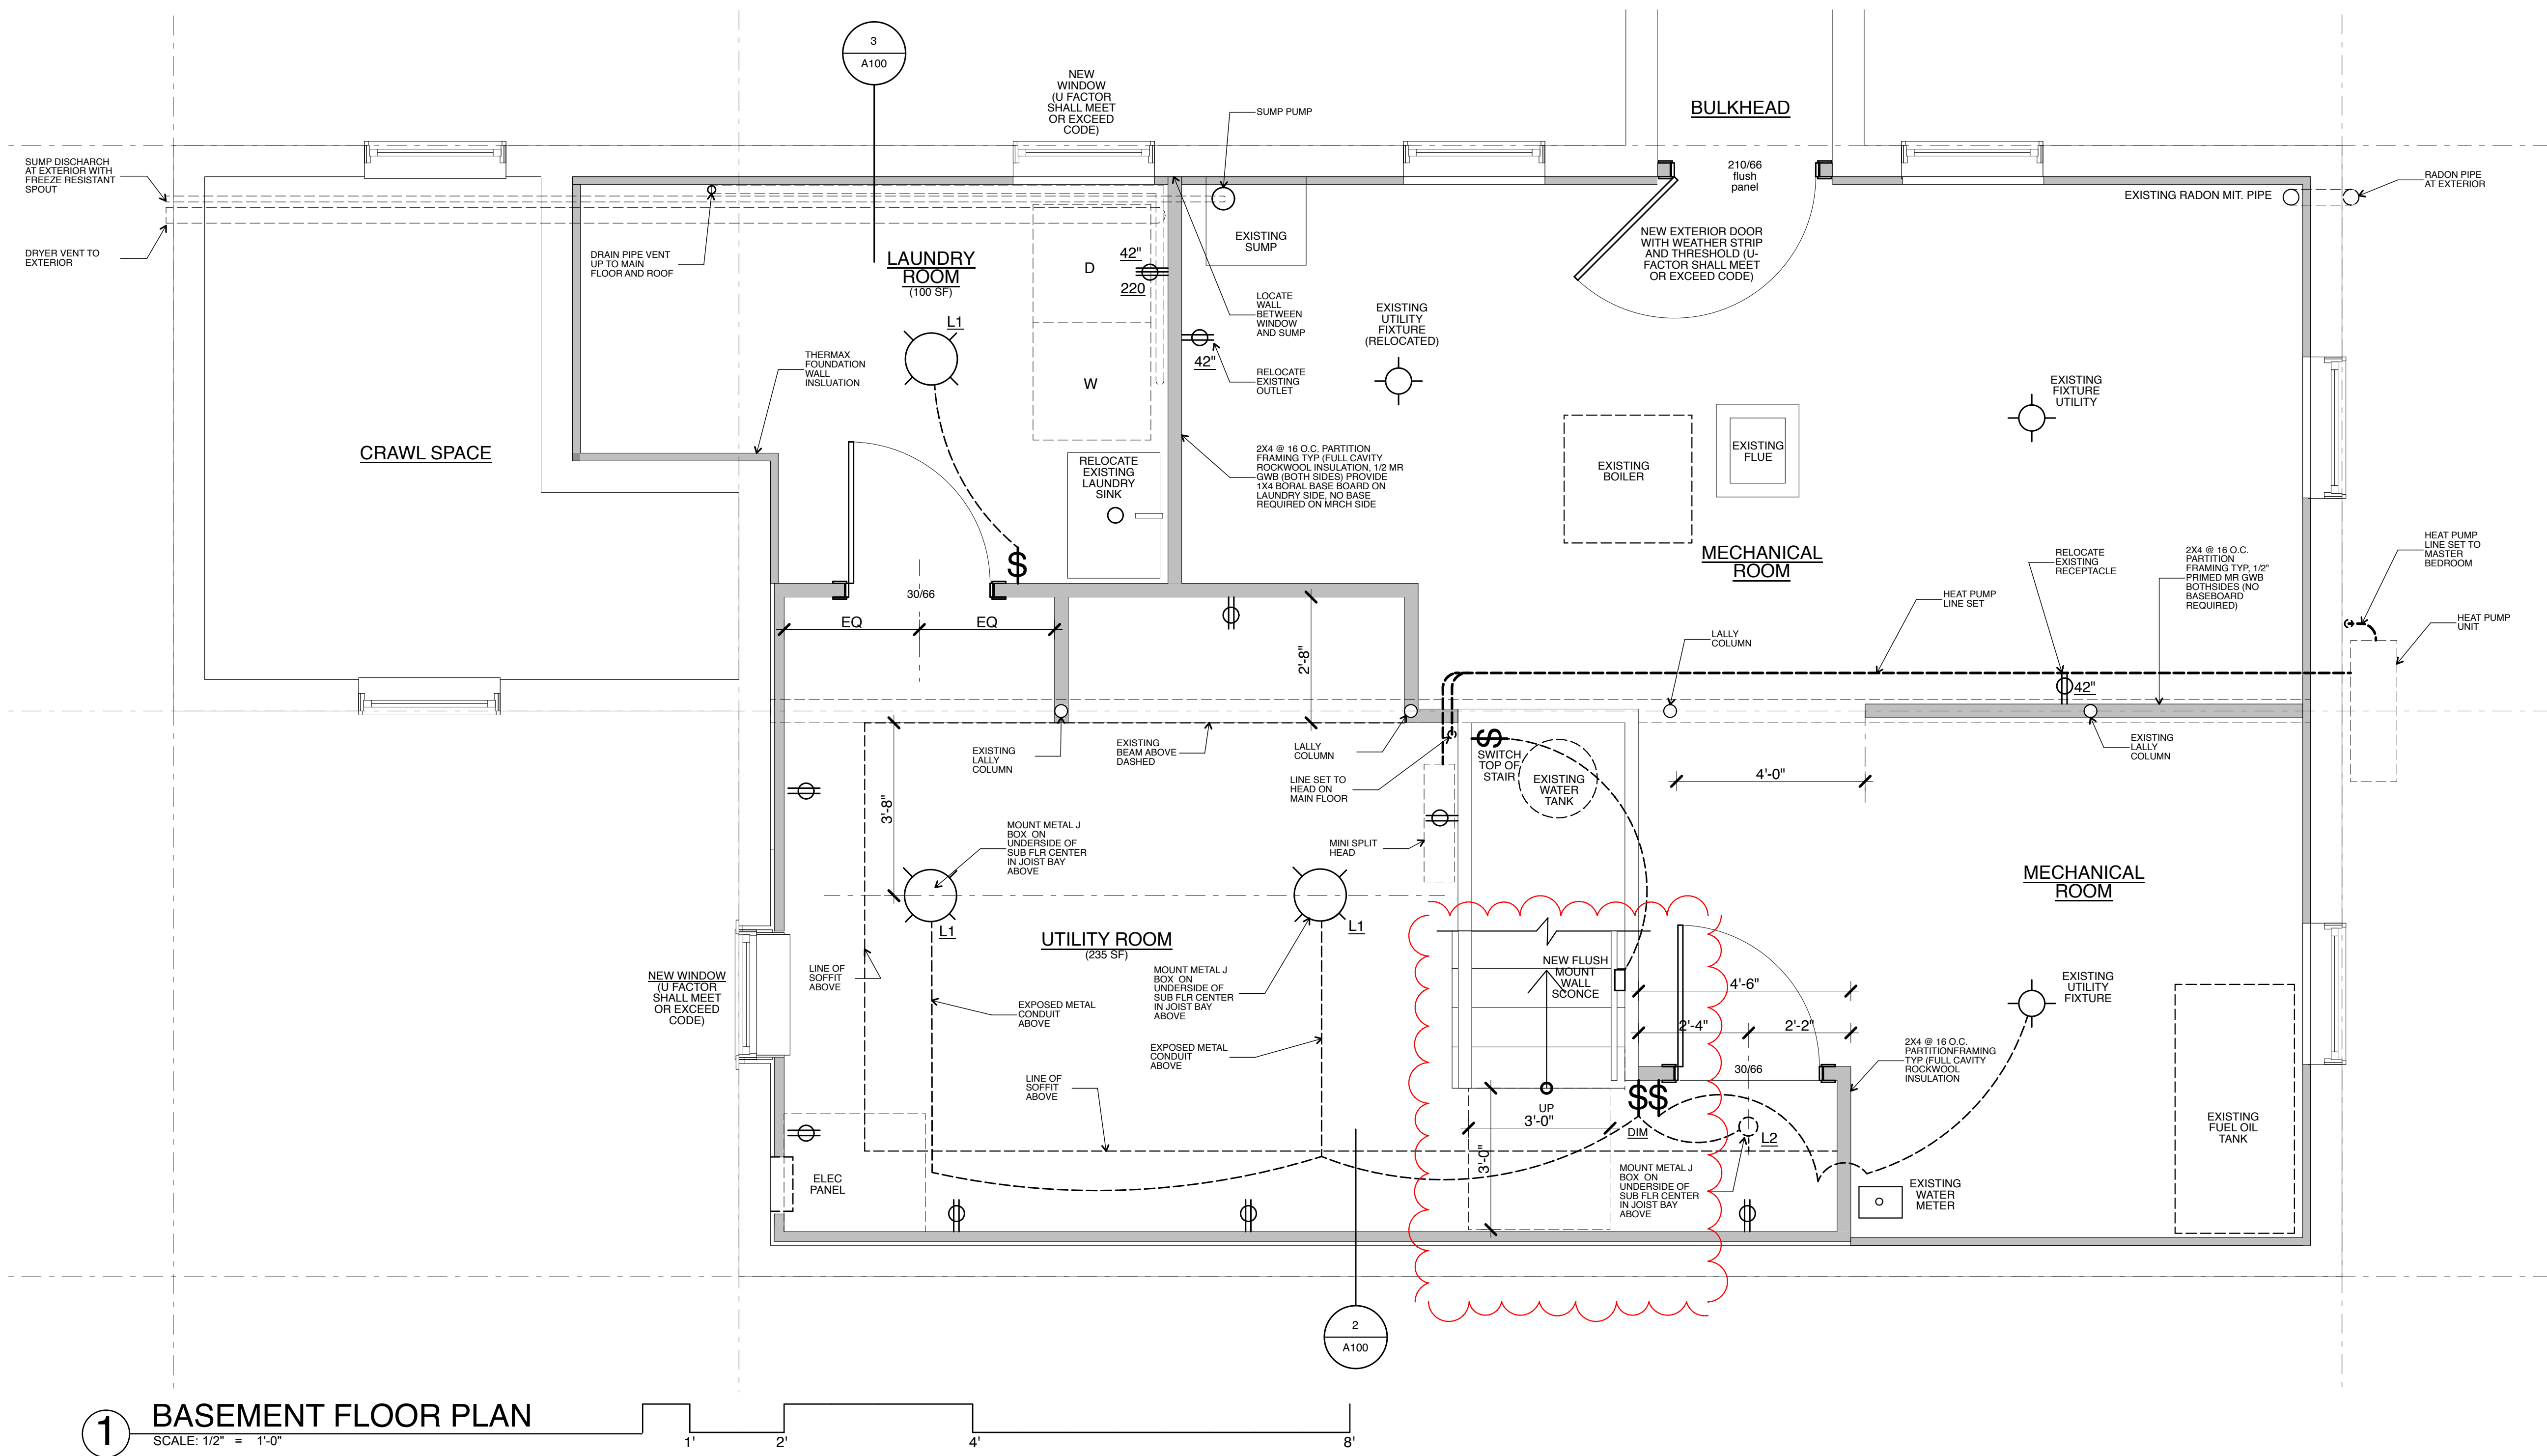 3
A100
NEW
WINDOW
(U FACTOR
SHALL MEET
OR EXCEED
CODE)
SUMP PUMP
BULKHEAD
210/66
flush
panel
SUMP DISCHARCH
AT EXTERIOR WITH
FREEZE RESISTANT
SPOUT
DRYER VENT TO
EXTERIOR
DRAIN PIPE VENT
UP TO MAIN
FLOOR AND ROOF
LAUNDRY
ROOM
(100 SF)
L1
D
W
42"
220
EXISTING
SUMP
LOCATE
WALL
BETWEEN
WINDOW
AND SUMP
42"
RELOCATE
EXISTING
OUTLET
EXISTING
UTILITY
FIXTURE
(RELOCATED)
NEW EXTERIOR DOOR
WITH WEATHER STRIP
AND THRESHOLD (U-
FACTOR SHALL MEET
OR EXCEED CODE)
EXISTING RADON MIT. PIPE
RADON PIPE
AT EXTERIOR
THERMAX
FOUNDATION
WALL
INSLUATION
CRAWL SPACE
RELOCATE
EXISTING
LAUNDRY
SINK
2X4 @ 16 O.C. PARTITION
FRAMING TYP (FULL CAVITY
ROCKWOOL INSULATION, 1/2 MR
GWB (BOTH SIDES) PROVIDE
1X4 BORAL BASE BOARD ON
LAUNDRY SIDE, NO BASE
REQUIRED ON MRCH SIDE
EXISTING
BOILER
EXISTING
FLUE
EXISTING
FIXTURE
UTILITY
MECHANICAL
ROOM
$
30/66
EQ
EQ
2'-8"
RELOCATE
EXISTING
RECEPTACLE
2X4 @ 16 O.C.
PARTITION
FRAMING TYP, 1/2"
PRIMED MR GWB
BOTHSIDES (NO
BASEBOARD
REQUIRED)
HEAT PUMP
LINE SET TO
MASTER
BEDROOM
HEAT PUMP
UNIT
HEAT PUMP
LINE SET
LALLY
COLUMN
42"
EXISTING
LALLY
COLUMN
EXISTING
BEAM ABOVE
DASHED
LALLY
COLUMN
LINE SET TO
HEAD ON
MAIN FLOOR
$
SWITCH
TOP OF
STAIR
EXISTING
WATER
TANK
4'-0"
EXISTING
LALLY
COLUMN
3'-8"
MOUNT METAL J
BOX ON
UNDERSIDE OF
SUB FLR CENTER
IN JOIST BAY
ABOVE
MINI SPLIT
HEAD
MECHANICAL
ROOM
L1
L1
UTILITY ROOM
(235 SF)
LINE OF
SOFFIT
ABOVE
NEW WINDOW
(U FACTOR
SHALL MEET
OR EXCEED
CODE)
EXPOSED METAL
CONDUIT
ABOVE
MOUNT METAL J
BOX ON
UNDERSIDE OF
SUB FLR CENTER
IN JOIST BAY
ABOVE
EXPOSED METAL
CONDUIT
ABOVE
LINE OF
SOFFIT
ABOVE
NEW FLUSH
MOUNT
WALL
SCONCE
4'-6"
2'-4"
2'-2"
EXISTING
UTILITY
FIXTURE
30/66
2X4 @ 16 O.C.
PARTITIONFRAMING
TYP (FULL CAVITY
ROCKWOOL
INSULATION
UP
3'-0"
3'-0"
$$
DIM
L2
MOUNT METAL J
BOX ON
UNDERSIDE OF
SUB FLR CENTER
IN JOIST BAY
ABOVE
ELEC
PANEL
EXISTING
WATER
METER
EXISTING
FUEL OIL
TANK
2
A100
1
BASEMENT FLOOR PLAN
SCALE: 1/2" = 1'-0"
1'
2'
4'
8'